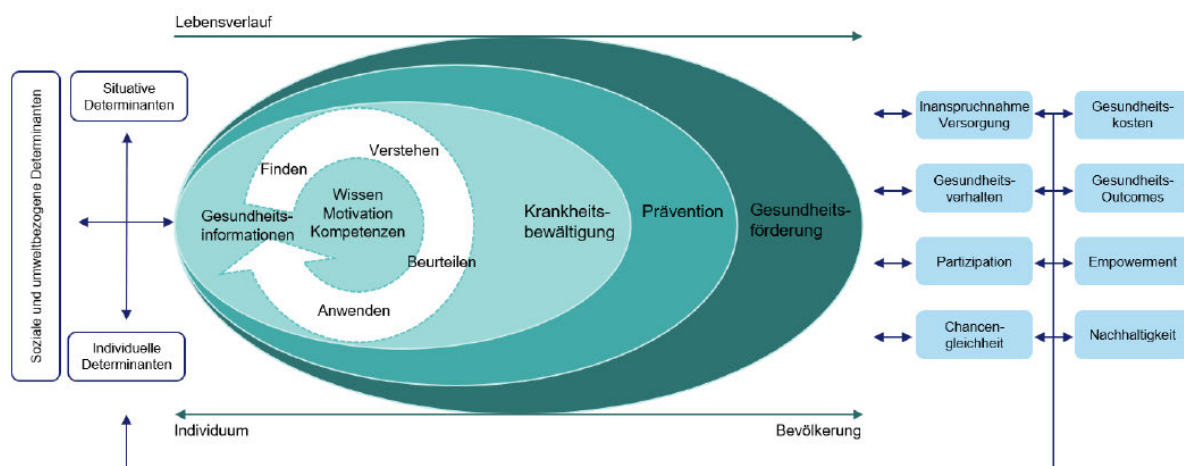 Lebensverlauf
Soziale und umweltbezogene Determinanten
Situative
Determinanten
Individuelle
Determinanten
Finden
Verstehen
Gesundheits-
informationen
Wissen
Motivation
Kompetenzen
Beurteilen
Anwenden
Krankheits-
bewältigung
Prävention
Gesundheits-
förderung
Inanspruchnahme
Versorgung
Gesundheits-
kosten
Gesundheits-
verhalten
Gesundheits-
Outcomes
Partizipation
Empowerment
Chancen-
gleichheit
Nachhaltigkeit
Individuum
Bevölkerung